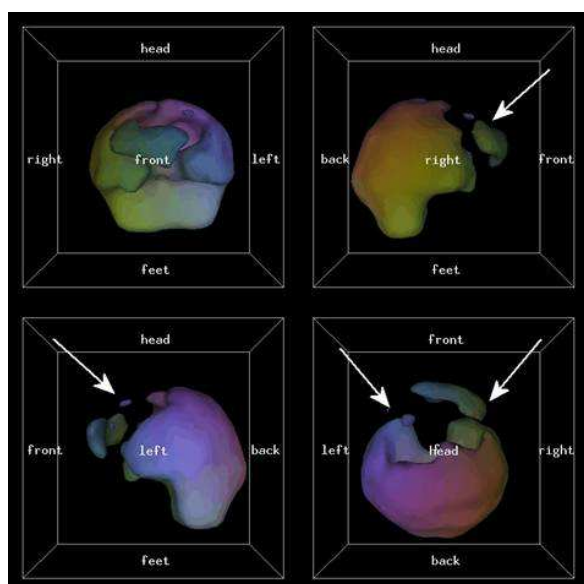 head
right front left
feet
head
back right front
feet
head
front left back
feet
front
left Head right
back